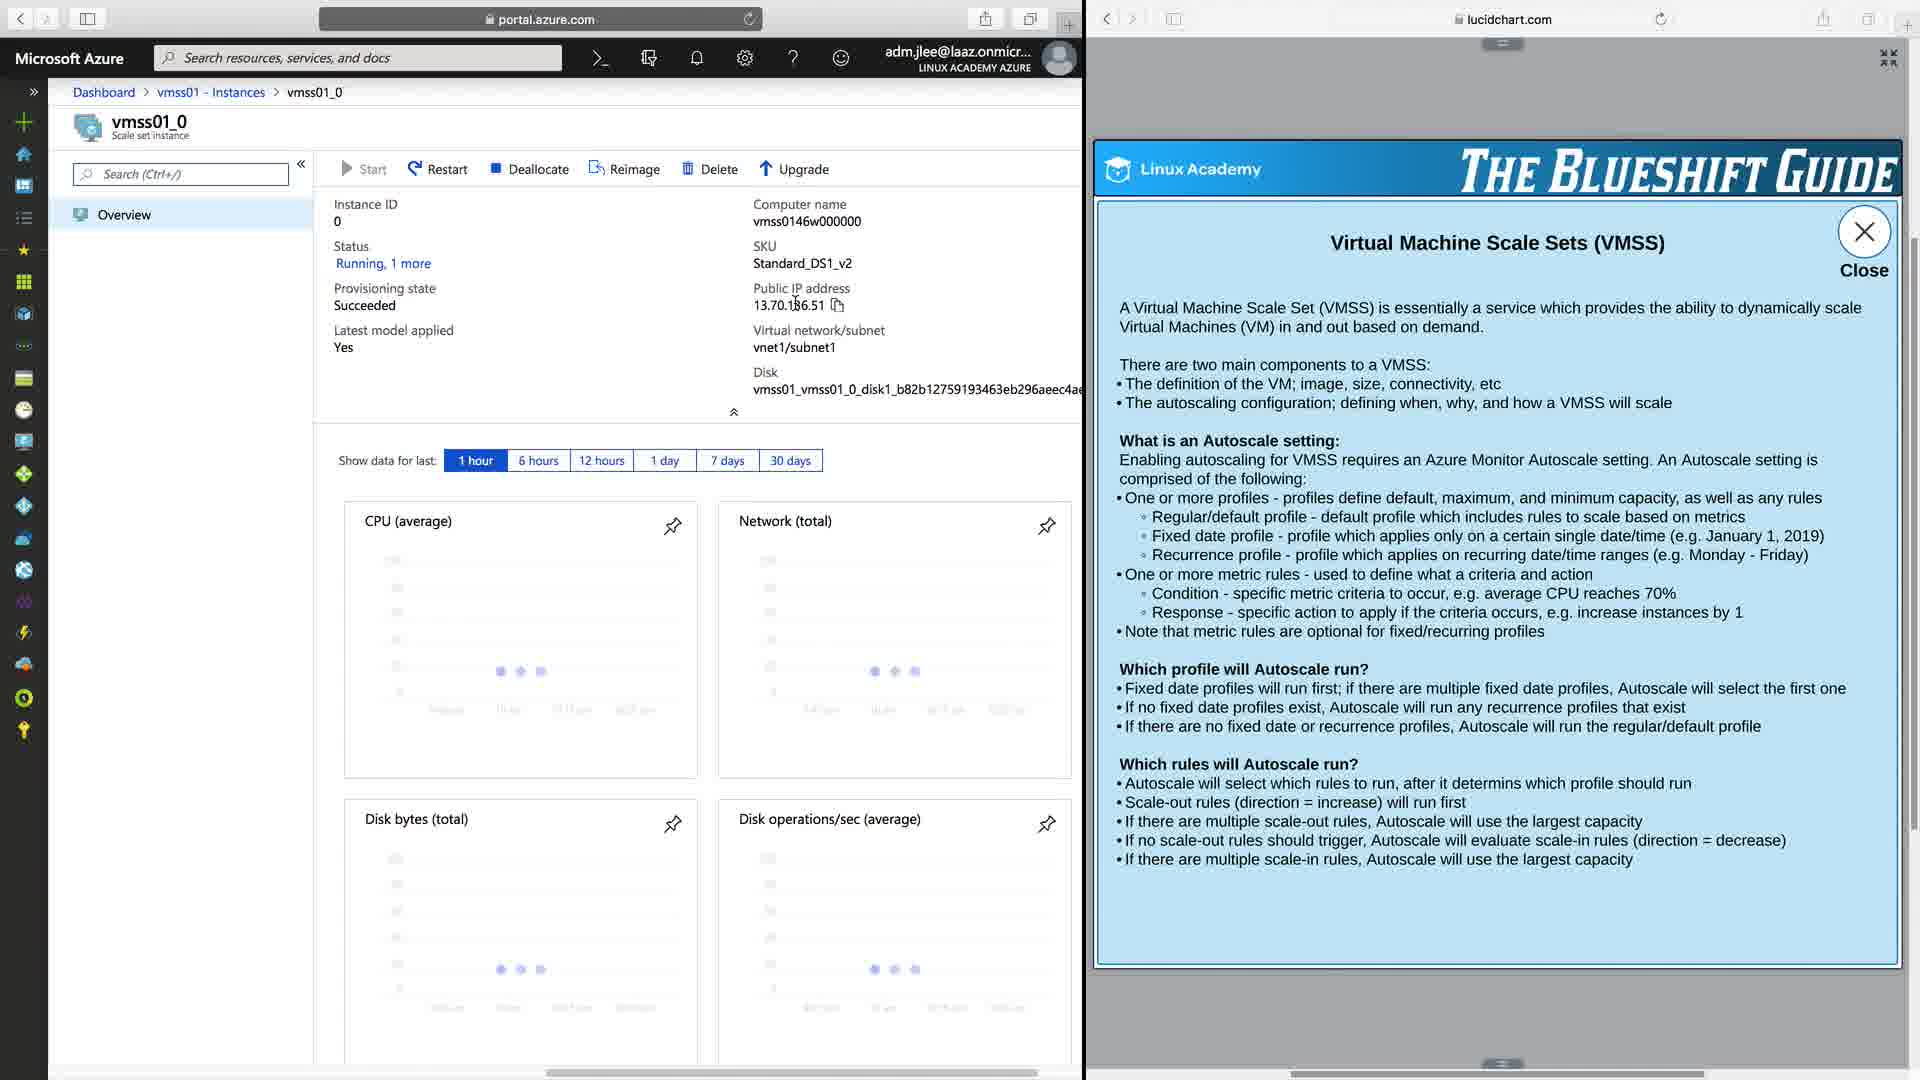 portal.azure.com
lucidchart.com
Microsoft Azure
Search resources, services, and docs
adm.jlee@laaz.onmicr...
LINUX ACADEMY AZURE
Dashboard > vmss01 - Instances > vmss01_0
vmss01_0
Scale set instance
Search (Ctrl+/)
Overview
Start Restart Deallocate Reimage Delete Upgrade
Instance ID
0
Status
Running, 1 more
Provisioning state
Succeeded
Latest model applied
Yes
Computer name
vmss0146w000000
SKU
Standard_DS1_v2
Public IP address
Virtual network/subnet
vnet1/subnet1
Disk
vmss01_vmss01_0_disk1_b82b12759193463eb296aeec4ae
Show data for last: 1 hour 6 hours 12 hours 1 day 7 days 30 days
CPU (average)
Network (total)
Disk bytes (total)
Disk operations/sec (average)
Linux Academy
THE BLUESHIFT GUIDE
Virtual Machine Scale Sets (VMSS)
Close
A Virtual Machine Scale Set (VMSS) is essentially a service which provides the ability to dynamically scale
Virtual Machines (VM) in and out based on demand.
There are two main components to a VMSS:
• The definition of the VM; image, size, connectivity, etc
• The autoscaling configuration; defining when, why, and how a VMSS will scale
What is an Autoscale setting:
Enabling autoscaling for VMSS requires an Azure Monitor Autoscale setting. An Autoscale setting is
comprised of the following:
• One or more profiles - profiles define default, maximum, and minimum capacity, as well as any rules
◦ Regular/default profile - default profile which includes rules to scale based on metrics
◦ Fixed date profile - profile which applies only on a certain single date/time (e.g. January 1, 2019)
◦ Recurrence profile - profile which applies on recurring date/time ranges (e.g. Monday - Friday)
• One or more metric rules - used to define what a criteria and action
◦ Condition - specific metric criteria to occur, e.g. average CPU reaches 70%
◦ Response - specific action to apply if the criteria occurs, e.g. increase instances by 1
• Note that metric rules are optional for fixed/recurring profiles
Which profile will Autoscale run?
• Fixed date profiles will run first; if there are multiple fixed date profiles, Autoscale will select the first one
• If no fixed date profiles exist, Autoscale will run any recurrence profiles that exist
• If there are no fixed date or recurrence profiles, Autoscale will run the regular/default profile
Which rules will Autoscale run?
• Autoscale will select which rules to run, after it determins which profile should run
• Scale-out rules (direction = increase) will run first
• If there are multiple scale-out rules, Autoscale will use the largest capacity
• If no scale-out rules should trigger, Autoscale will evaluate scale-in rules (direction = decrease)
• If there are multiple scale-in rules, Autoscale will use the largest capacity